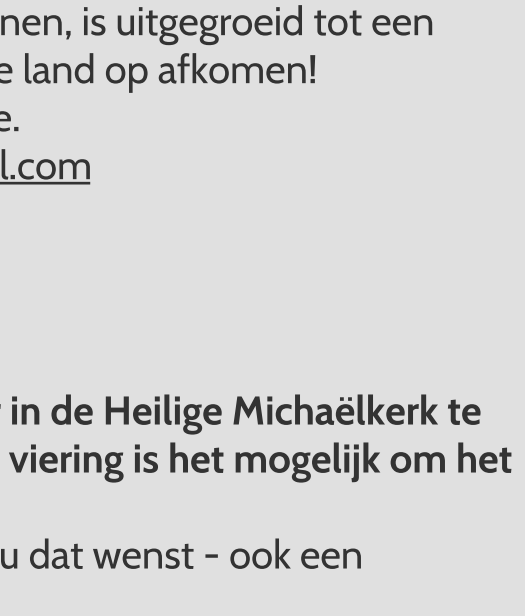 nen, is uitgegroeid tot een
e land op afkomen!
e.
l.com
in de Heilige Michaëlkerk te
viering is het mogelijk om het
u dat wenst - ook een